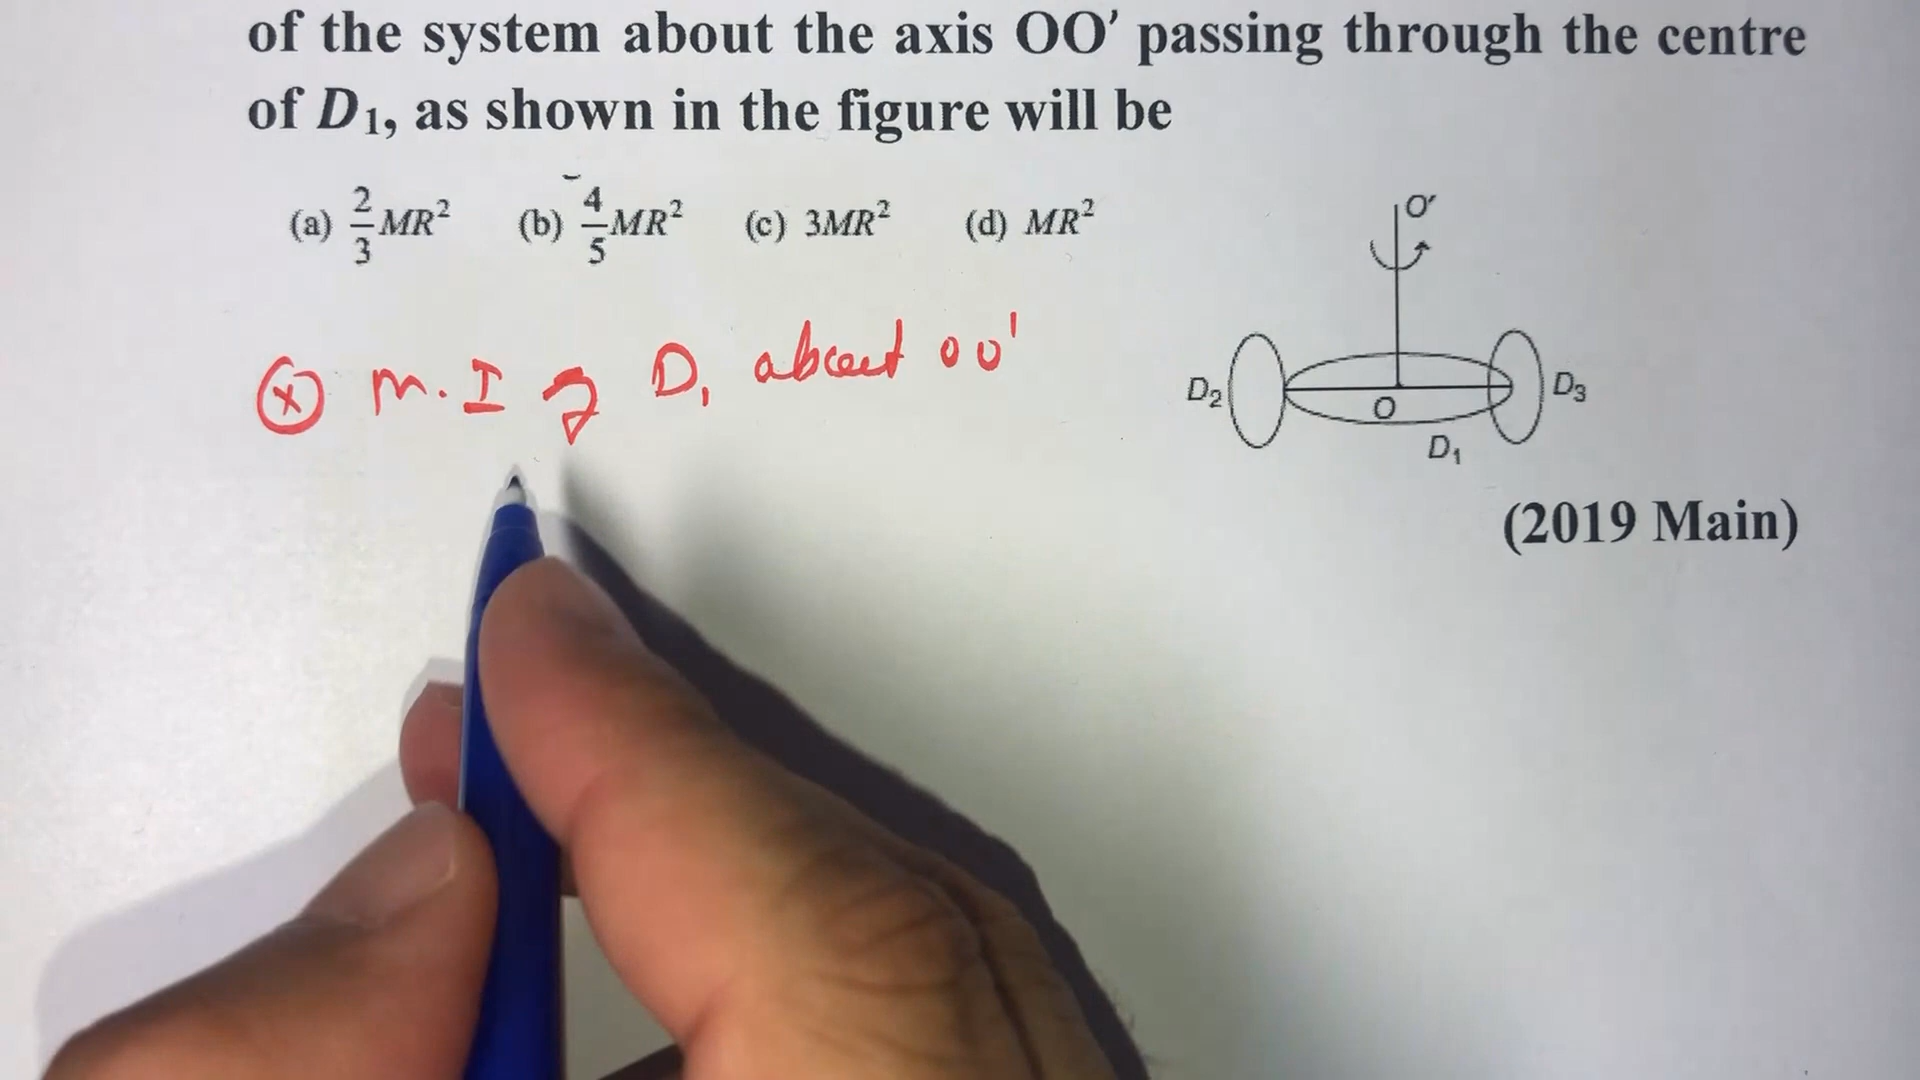 of the system about the axis OO′ passing through the centre
of D1, as shown in the figure will be
(a) 2/3 MR² (b) 4/5 MR² (c) 3MR² (d) MR²
O′
M.I of D1 about OO'
D2 O D3
D1
(2019 Main)